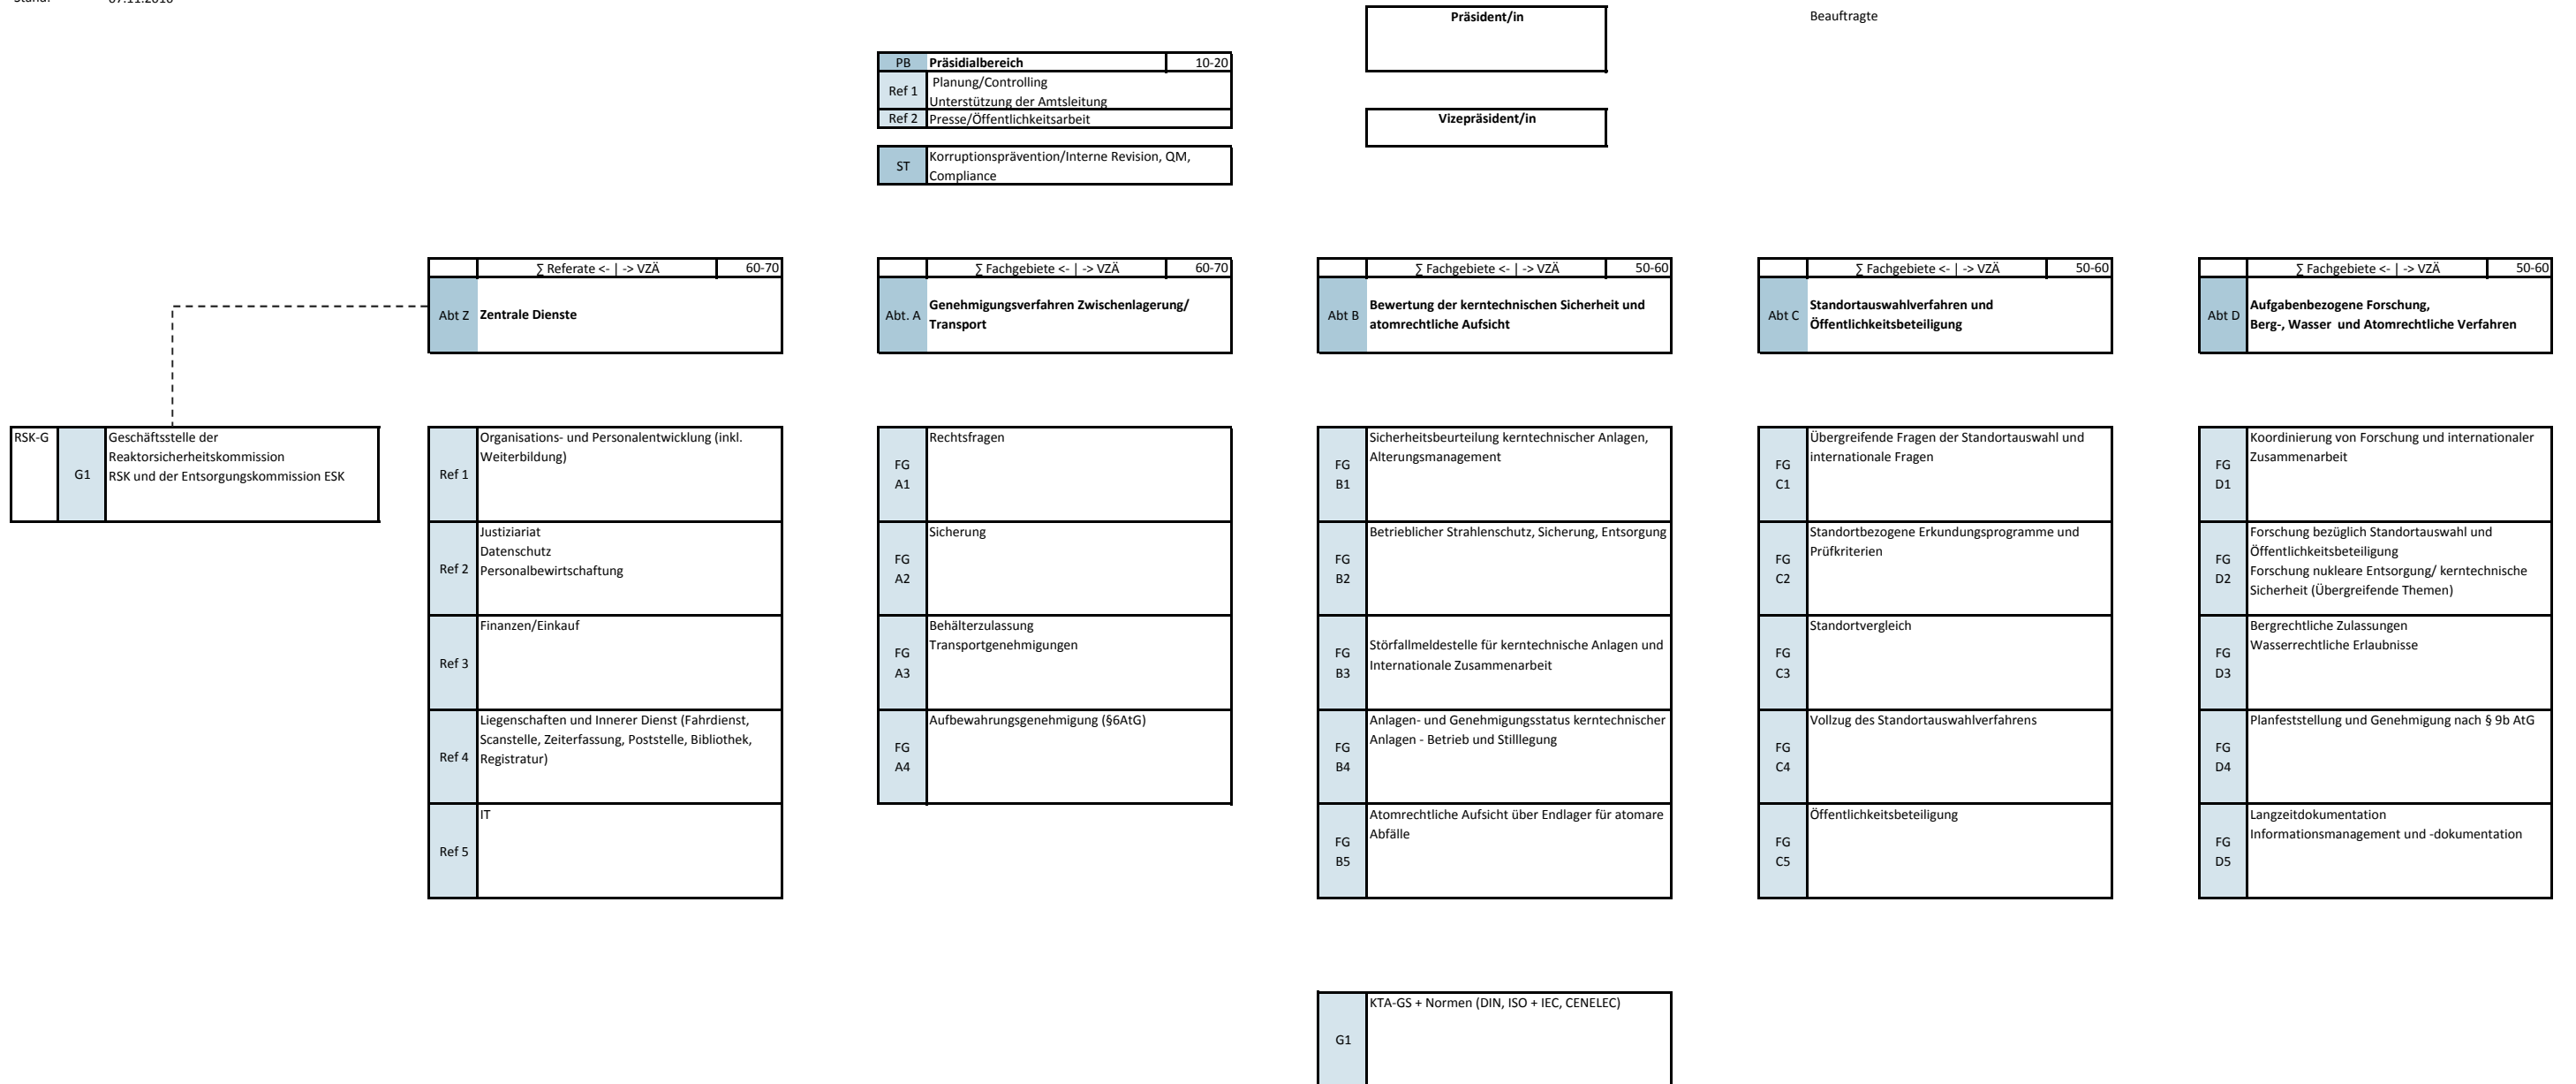 Stand: 07.11.2016
Präsident/in
Beauftragte
PB Präsidialbereich 10-20
Ref 1 Planung/Controlling
Unterstützung der Amtsleitung
Ref 2 Presse/Öffentlichkeitsarbeit
Vizepräsident/in
ST Korruptionsprävention/Interne Revision, QM,
Compliance
∑ Referate <- | -> VZÄ 60-70
Abt Z Zentrale Dienste
∑ Fachgebiete <- | -> VZÄ 60-70
Abt. A Genehmigungsverfahren Zwischenlagerung/
Transport
∑ Fachgebiete <- | -> VZÄ 50-60
Abt B Bewertung der kerntechnischen Sicherheit und
atomrechtliche Aufsicht
∑ Fachgebiete <- | -> VZÄ 50-60
Abt C Standortauswahlverfahren und
Öffentlichkeitsbeteiligung
∑ Fachgebiete <- | -> VZÄ 50-60
Abt D Aufgabenbezogene Forschung,
Berg-, Wasser und Atomrechtliche Verfahren
RSK-G G1 Geschäftsstelle der
Reaktorsicherheitskommission
RSK und der Entsorgungskommission ESK
Ref 1 Organisations- und Personalentwicklung (inkl.
Weiterbildung)
Ref 2 Justiziariat
Datenschutz
Personalbewirtschaftung
Ref 3 Finanzen/Einkauf
Ref 4 Liegenschaften und Innerer Dienst (Fahrdienst,
Scanstelle, Zeiterfassung, Poststelle, Bibliothek,
Registratur)
Ref 5 IT
FG A1 Rechtsfragen
FG A2 Sicherung
FG A3 Behälterzulassung
Transportgenehmigungen
FG A4 Aufbewahrungsgenehmigung (§6AtG)
FG B1 Sicherheitsbeurteilung kerntechnischer Anlagen,
Alterungsmanagement
FG B2 Betrieblicher Strahlenschutz, Sicherung, Entsorgung
FG B3 Störfallmeldestelle für kerntechnische Anlagen und
Internationale Zusammenarbeit
FG B4 Anlagen- und Genehmigungsstatus kerntechnischer
Anlagen - Betrieb und Stilllegung
FG B5 Atomrechtliche Aufsicht über Endlager für atomare
Abfälle
FG C1 Übergreifende Fragen der Standortauswahl und
internationale Fragen
FG C2 Standortbezogene Erkundungsprogramme und
Prüfkriterien
FG C3 Standortvergleich
FG C4 Vollzug des Standortauswahlverfahrens
FG C5 Öffentlichkeitsbeteiligung
FG D1 Koordinierung von Forschung und internationaler
Zusammenarbeit
FG D2 Forschung bezüglich Standortauswahl und
Öffentlichkeitsbeteiligung
Forschung nukleare Entsorgung/ kerntechnische
Sicherheit (Übergreifende Themen)
FG D3 Bergrechtliche Zulassungen
Wasserrechtliche Erlaubnisse
FG D4 Planfeststellung und Genehmigung nach § 9b AtG
FG D5 Langzeitdokumentation
Informationsmanagement und -dokumentation
G1 KTA-GS + Normen (DIN, ISO + IEC, CENELEC)